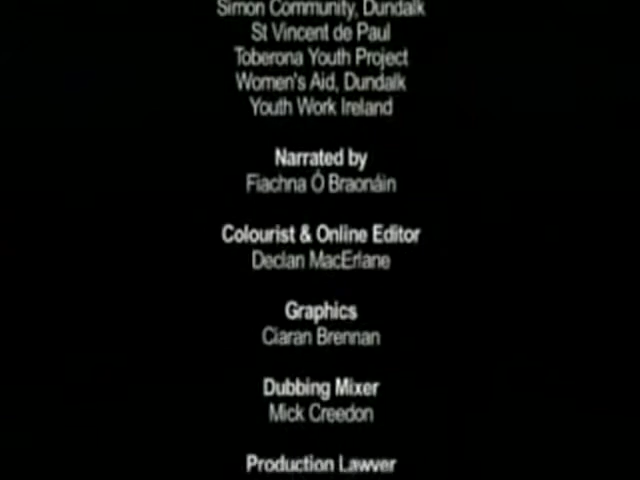 Simon Community, Dundalk
St Vincent de Paul
Toberona Youth Project
Women's Aid, Dundalk
Youth Work Ireland
Narrated by
Fiachna Ó Braonáin
Colourist & Online Editor
Declan MacErlane
Graphics
Ciaran Brennan
Dubbing Mixer
Mick Creedon
Production Lawyer